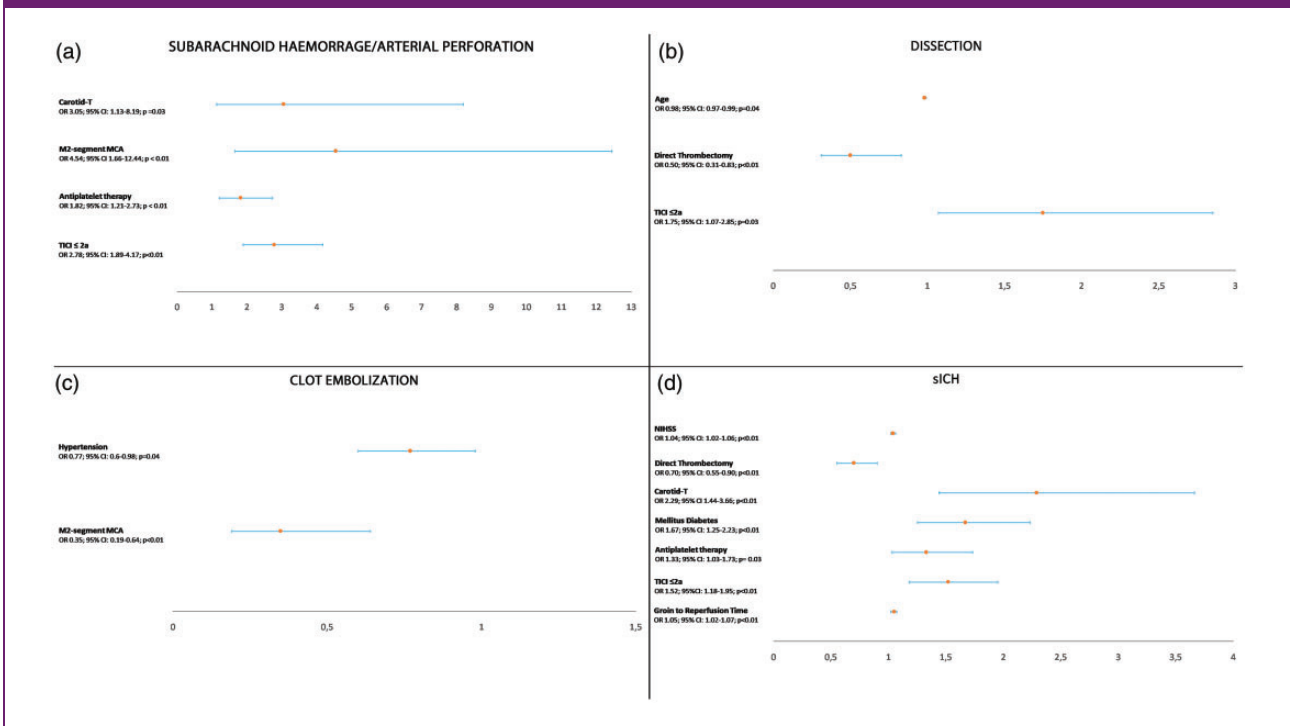 (a)
SUBARACHNOID HAEMORRAGE/ARTERIAL PERFORATION
Carotid-T
OR 3.05; 95% CI: 1.13-8.19; p =0.03
M2-segment MCA
OR 4.54; 95% CI 1.66-12.44; p < 0.01
Antiplatelet therapy
OR 1.82; 95% CI: 1.21-2.73; p < 0.01
TICI ≤ 2a
OR 2.78; 95% CI: 1.89-4.17; p<0.01
0 1 2 3 4 5 6 7 8 9 10 11 12 13
(b)
DISSECTION
Age
OR 0.98; 95% CI: 0.97-0.99; p=0.04
Direct Thrombectomy
OR 0.50; 95% CI: 0.31-0.83; p<0.01
TICI ≤2a
OR 1.75; 95% CI: 1.07-2.85; p=0.03
0 0,5 1 1,5 2 2,5 3
(c)
CLOT EMBOLIZATION
Hypertension
OR 0.77; 95% CI: 0.6-0.98; p=0.04
M2-segment MCA
OR 0.35; 95% CI: 0.19-0.64; p<0.01
0 0,5 1 1,5
(d)
sICH
NIHSS
OR 1.04; 95% CI: 1.02-1.06; p<0.01
Direct Thrombectomy
OR 0.70; 95% CI: 0.55-0.90; p<0.01
Carotid-T
OR 2.29; 95% CI 1.44-3.66; p<0.01
Mellitus Diabetes
OR 1.67; 95% CI: 1.25-2.23; p<0.01
Antiplatelet therapy
OR 1.33; 95% CI: 1.03-1.73; p= 0.03
TICI ≤2a
OR 1.52; 95%CI: 1.18-1.95; p<0.01
Groin to Reperfusion Time
OR 1.05; 95% CI: 1.02-1.07; p<0.01
0 0,5 1 1,5 2 2,5 3 3,5 4